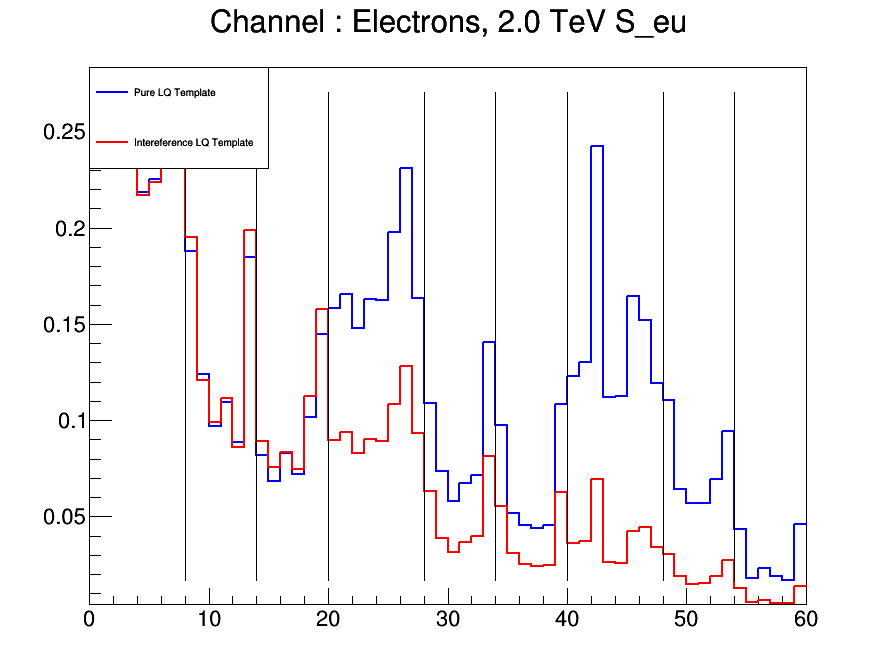 Channel : Electrons, 2.0 TeV S_eu
Pure LQ Template
Intereference LQ Template
0.25
0.2
0.15
0.1
0.05
0 10 20 30 40 50 60